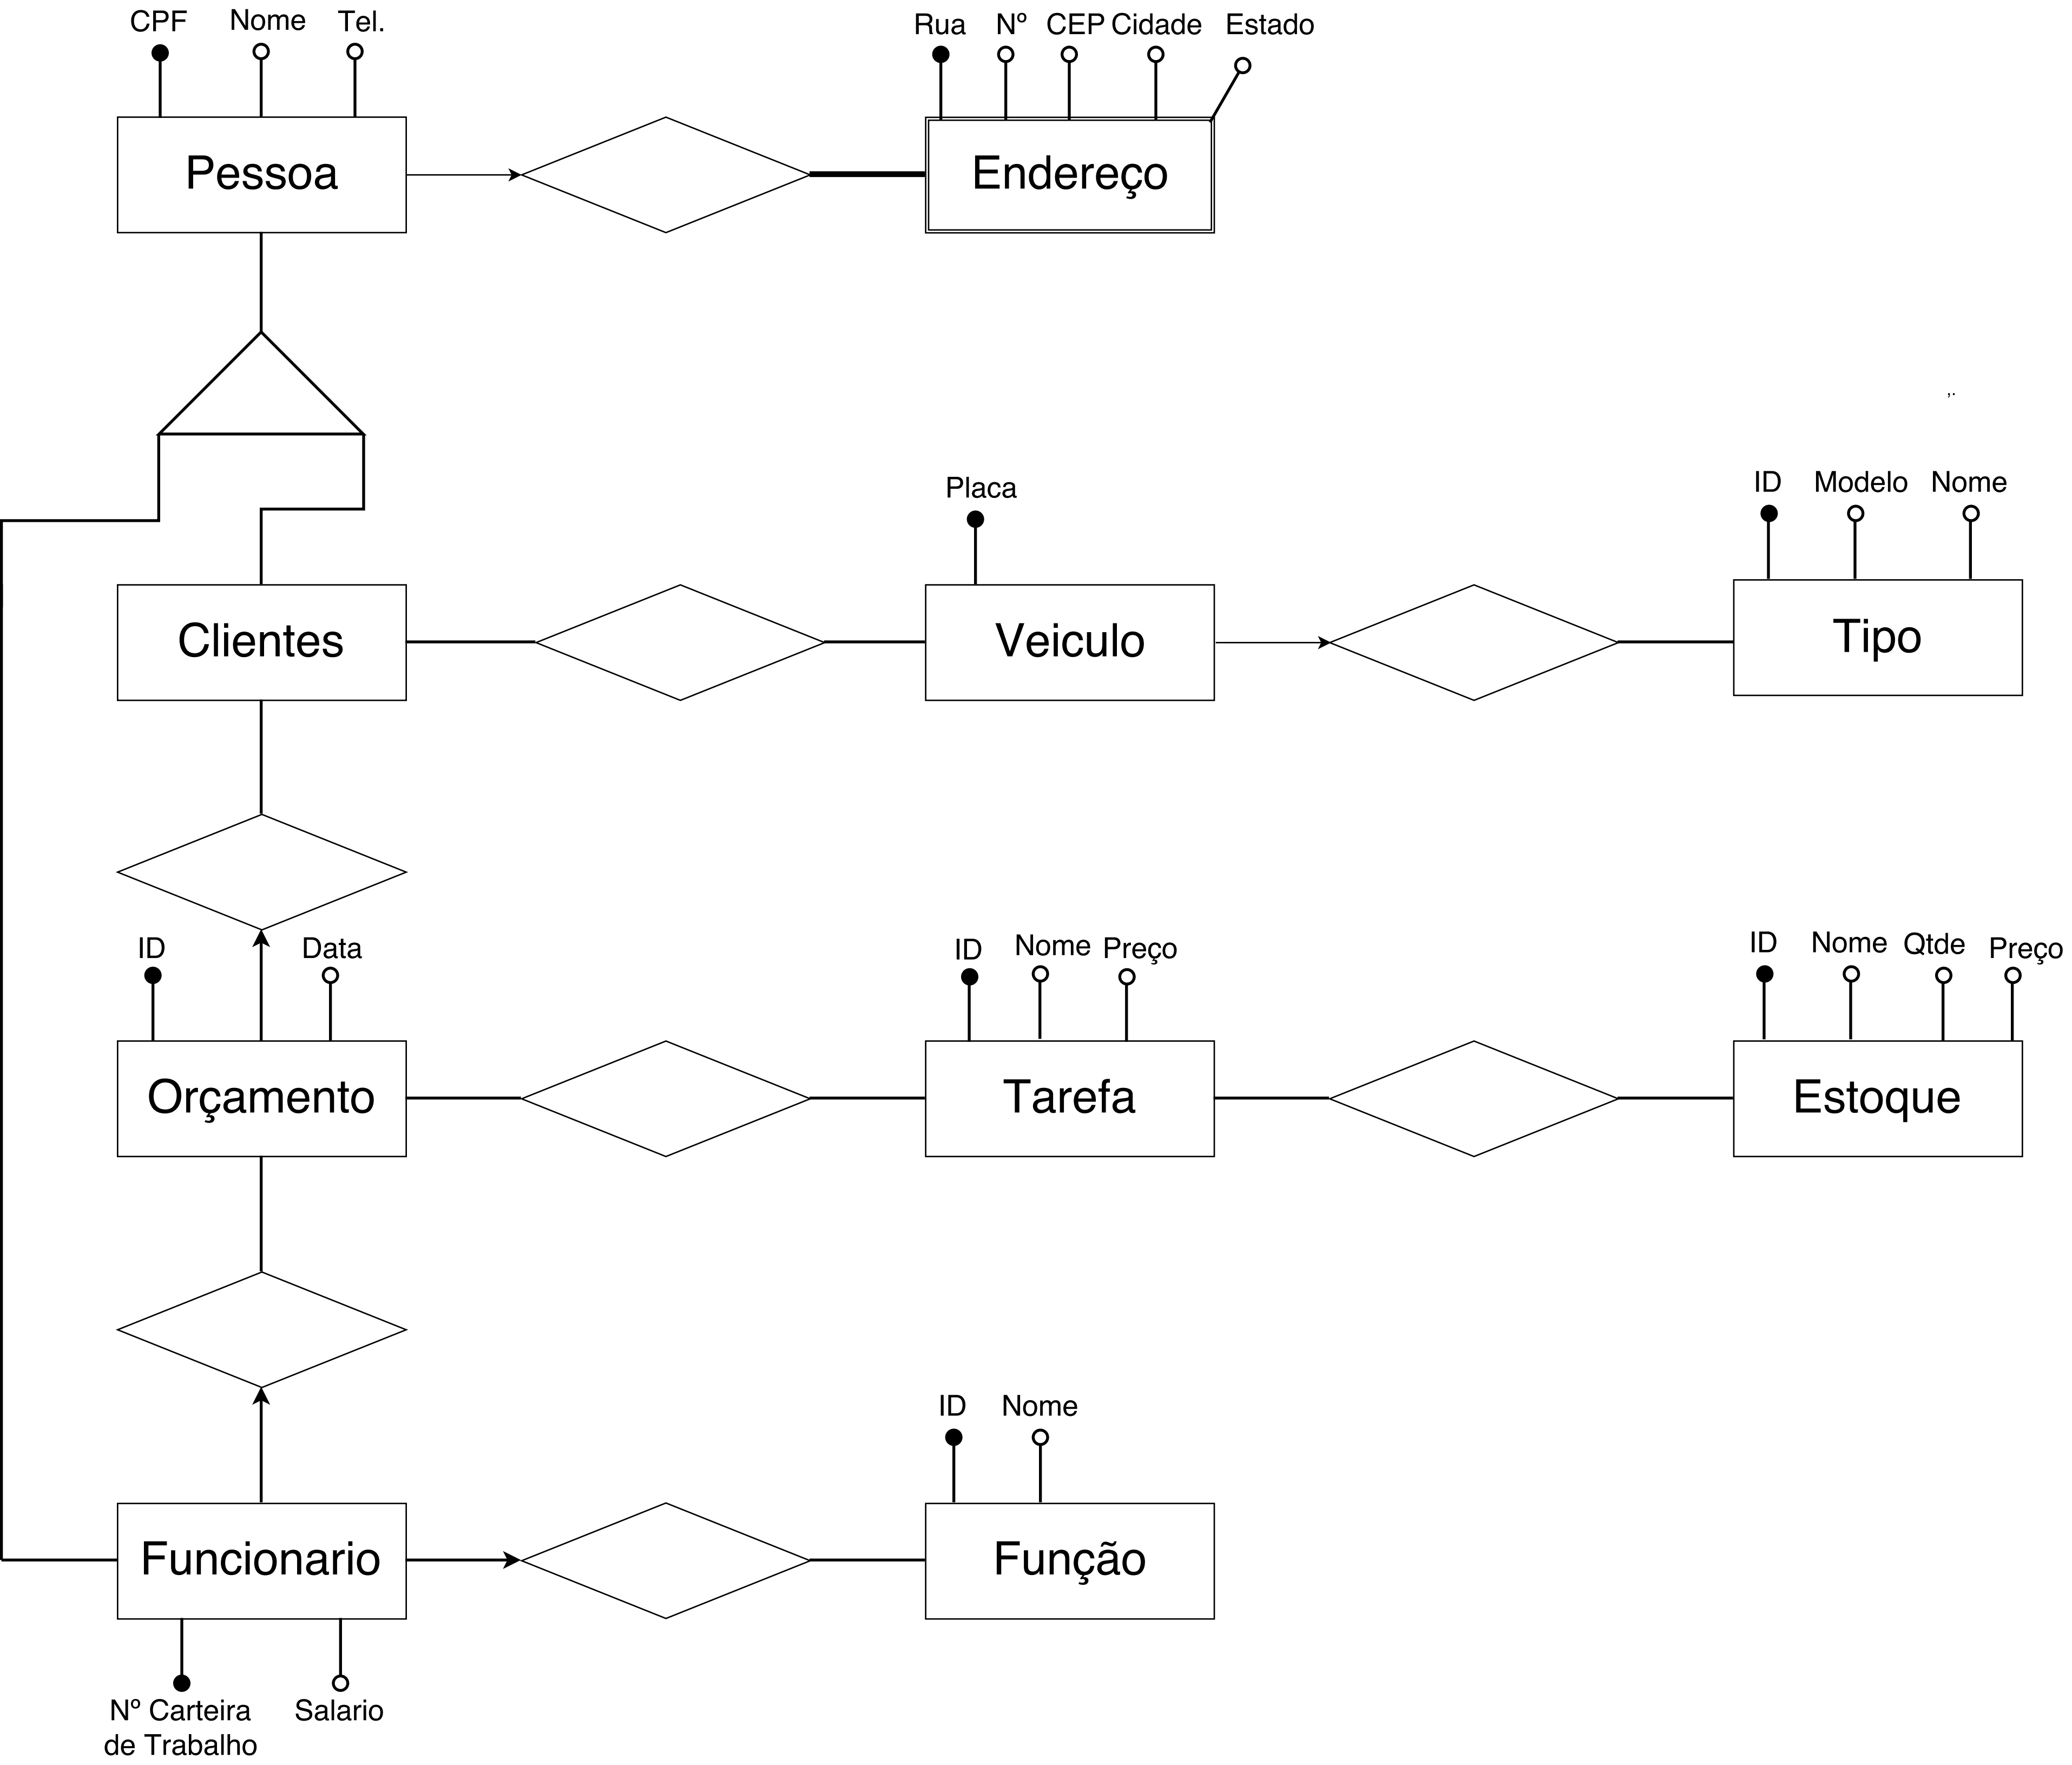 CPF Nome Tel.
Rua Nº CEP Cidade Estado
Pessoa
Endereço
,.
Placa
ID Modelo Nome
Clientes
Veiculo
Tipo
ID Data
ID Nome Preço
ID Nome Qtde Preço
Orçamento
Tarefa
Estoque
ID Nome
Funcionario
Função
Nº Carteira
de Trabalho
Salario